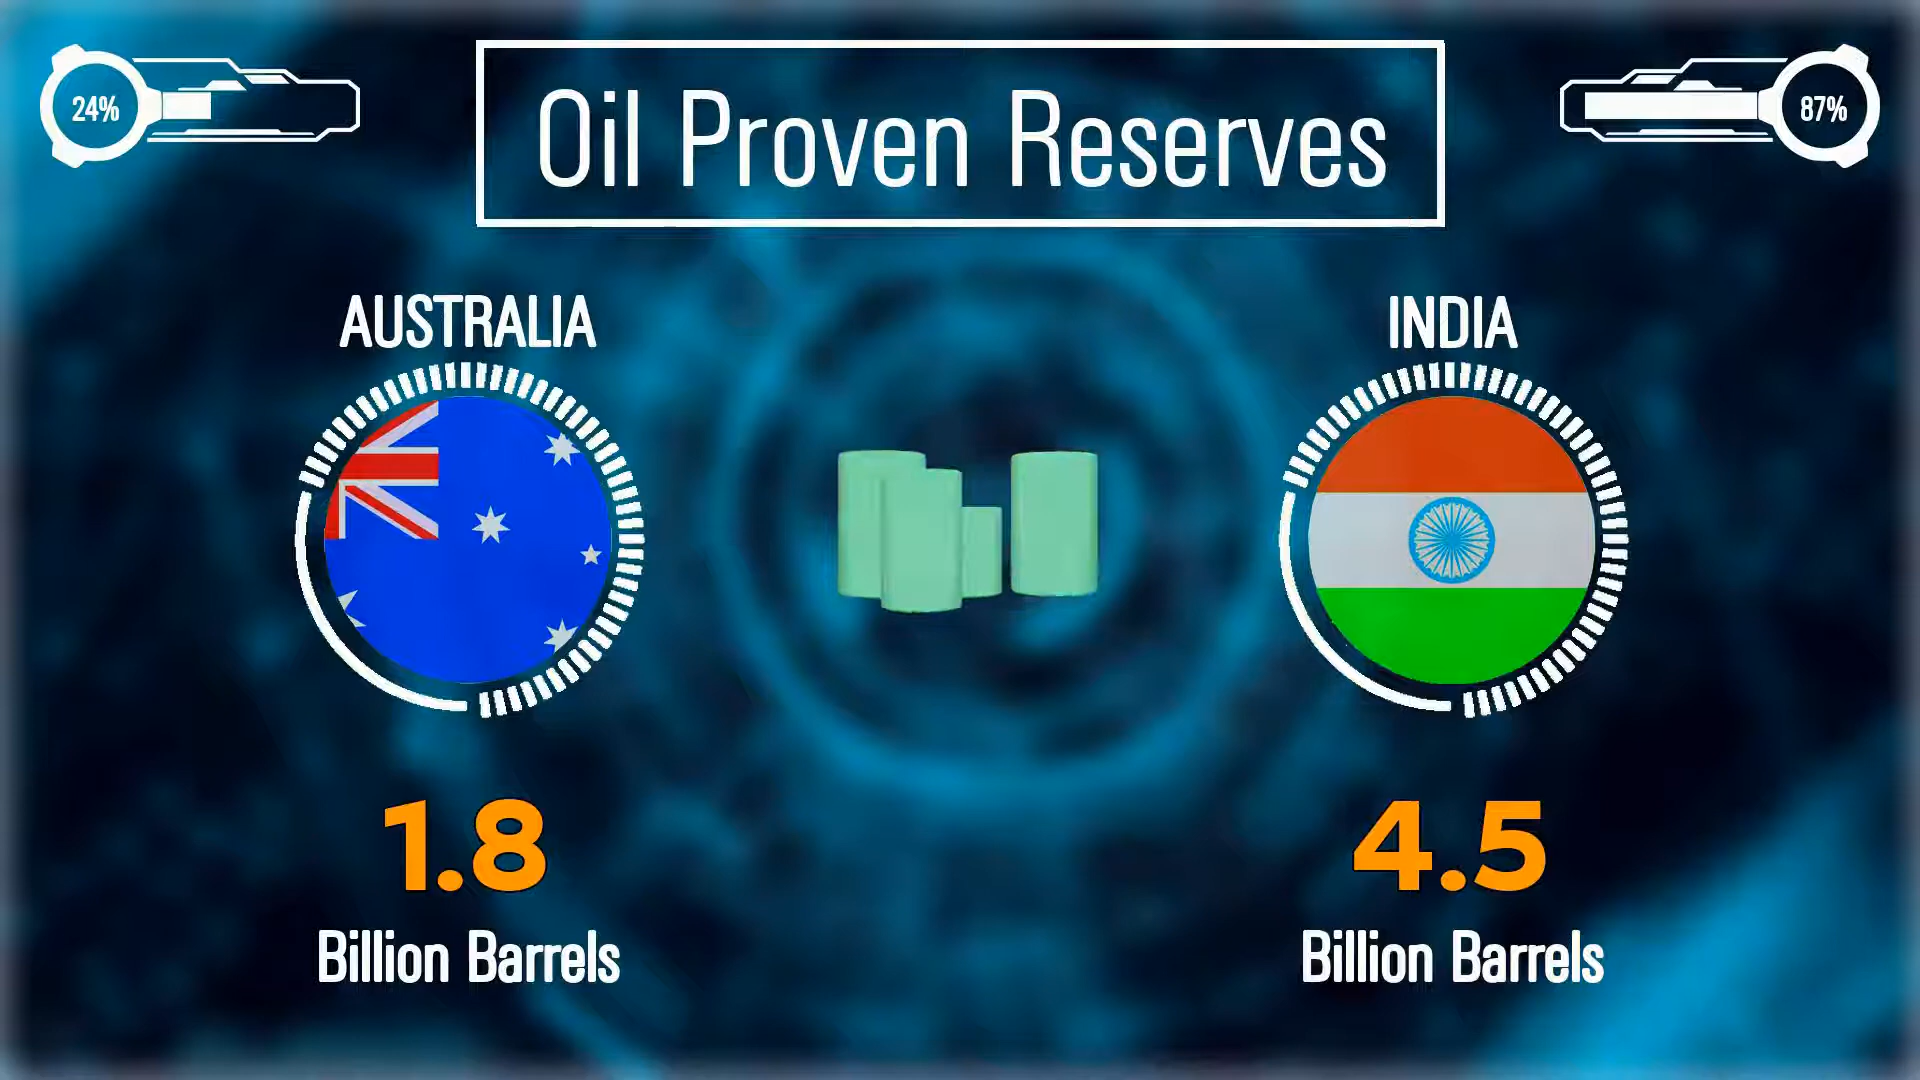 24%
Oil Proven Reserves
87%
AUSTRALIA
INDIA
1.8
4.5
Billion Barrels
Billion Barrels